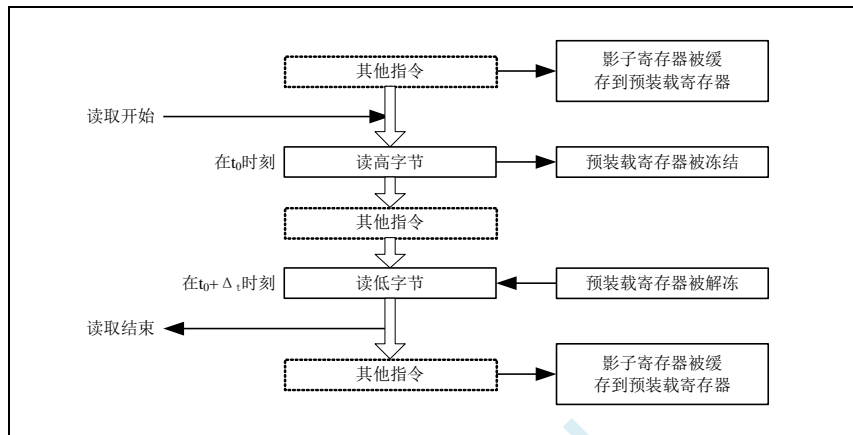 其他指令
影子寄存器被缓
存到预装载寄存器
读取开始
在t₀时刻
读高字节
预装载寄存器被冻结
其他指令
在t₀+Δₜ时刻
读低字节
预装载寄存器被解冻
读取结束
其他指令
影子寄存器被缓
存到预装载寄存器